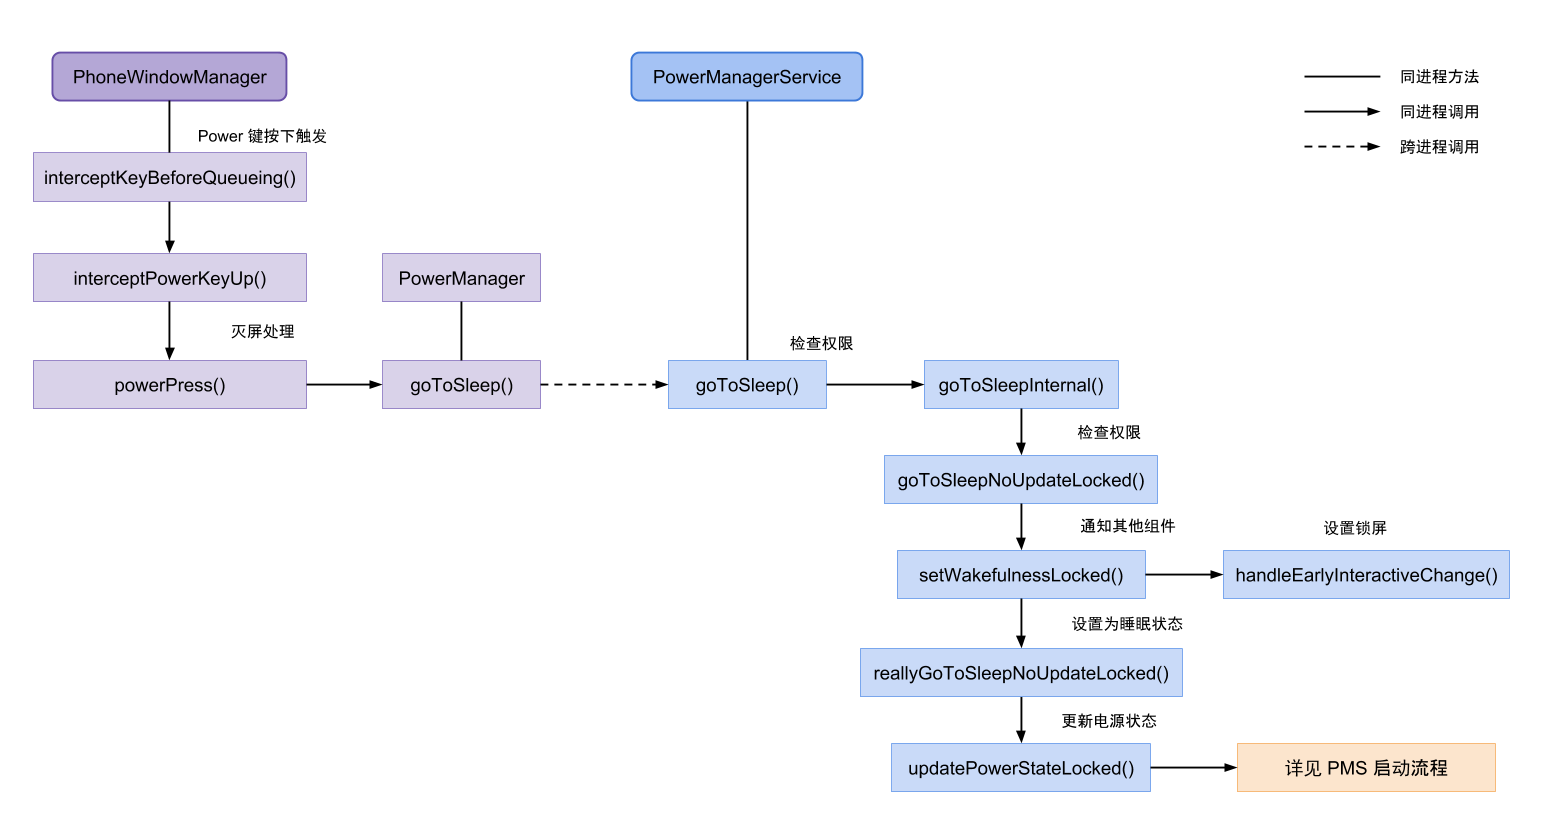 PhoneWindowManager
PowerManagerService
同进程方法
同进程调用
跨进程调用
Power 键按下触发
interceptKeyBeforeQueueing()
interceptPowerKeyUp()
PowerManager
灭屏处理
检查权限
powerPress()
goToSleep()
goToSleep()
goToSleepInternal()
检查权限
goToSleepNoUpdateLocked()
通知其他组件
设置锁屏
setWakefulnessLocked()
handleEarlyInteractiveChange()
设置为睡眠状态
reallyGoToSleepNoUpdateLocked()
更新电源状态
updatePowerStateLocked()
详见 PMS 启动流程